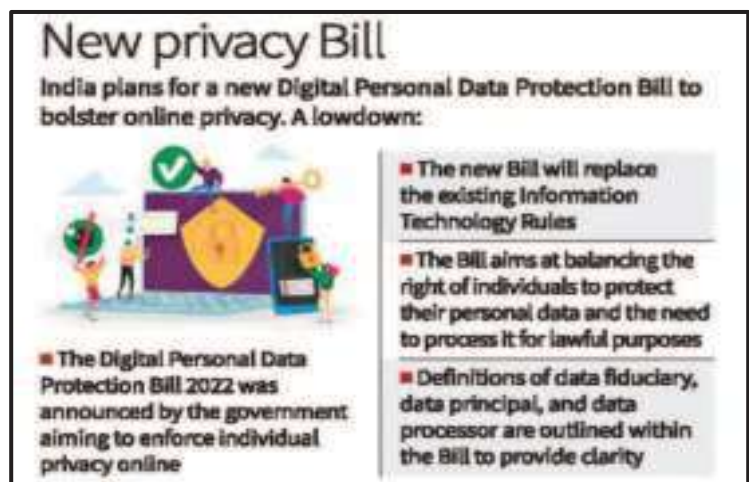 New privacy Bill
India plans for a new Digital Personal Data Protection Bill to
bolster online privacy. A lowdown:
■ The Digital Personal Data
Protection Bill 2022 was
announced by the government
aiming to enforce individual
privacy online
■ The new Bill will replace
the existing Information
Technology Rules
■ The Bill aims at balancing the
right of individuals to protect
their personal data and the need
to process it for lawful purposes
■ Definitions of data fiduciary,
data principal, and data
processor are outlined within
the Bill to provide clarity